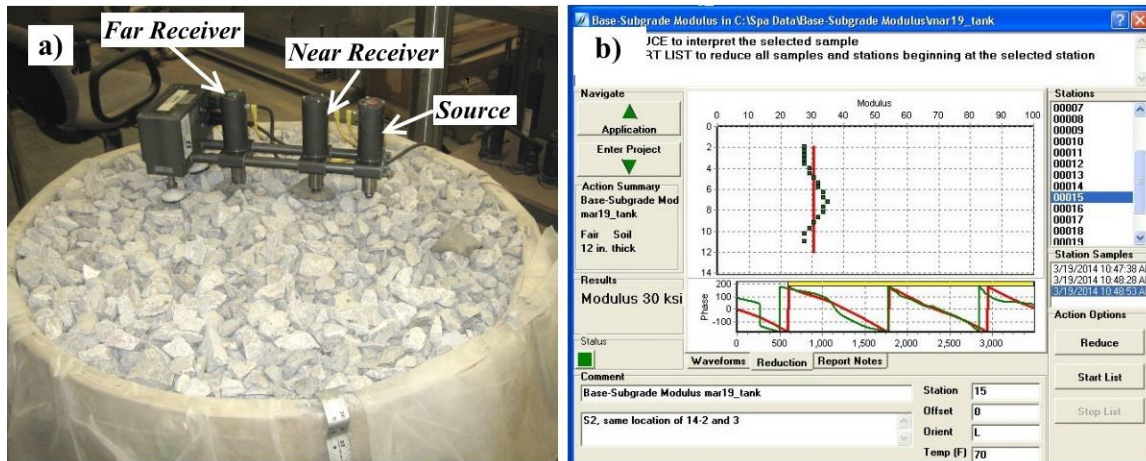 a)
Far Receiver
Near Receiver
Source
b)
Base-Subgrade Modulus in C:\Spa Data\Base-Subgrade Modulus\mar19_tank
UCE to interpret the selected sample
RT LIST to reduce all samples and stations beginning at the selected station
Navigate
Application
Enter Project
Action Summary
Base-Subgrade Mod
mar19_tank
Fair Soil
12 in. thick
Results
Modulus 30 ksi
Status
Modulus
0 10 20 30 40 50 60 70 80 90 100
0
2
4
6
8
10
12
14
Phase
200
100
0
-100
0 500 1,000 1,500 2,000 2,500 3,000
Waveforms Reduction Report Notes
Comment
Base-Subgrade Modulus mar19_tank
S2, same location of 14-2 and 3
Station 15
Offset 0
Orient L
Temp (F) 70
Stations
00007
00008
00009
00010
00011
00012
00013
00014
00015
00016
00017
00018
00019
Station Samples
3/19/2014 10:47:38 A
3/19/2014 10:48:28 A
3/19/2014 10:48:53 A
Action Options
Reduce
Start List
Stop List